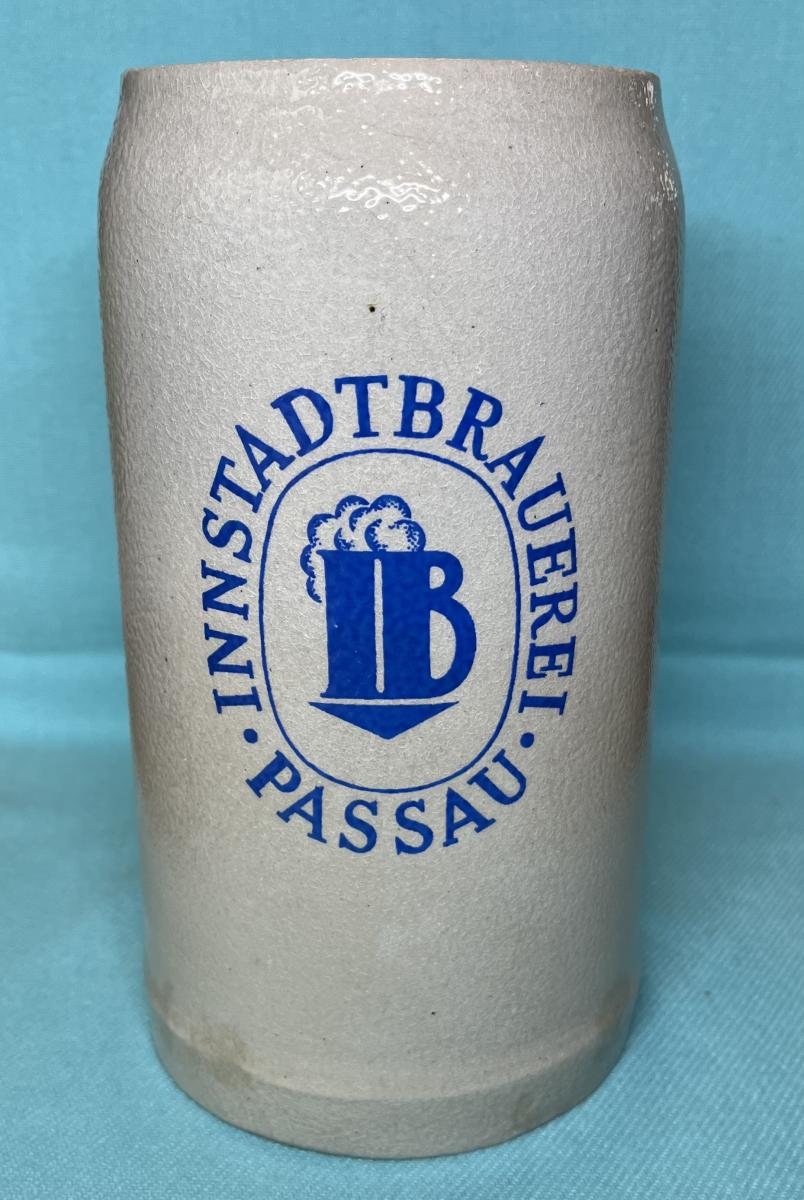 INNSTADTBRAUEREI
IB
· PASSAU ·